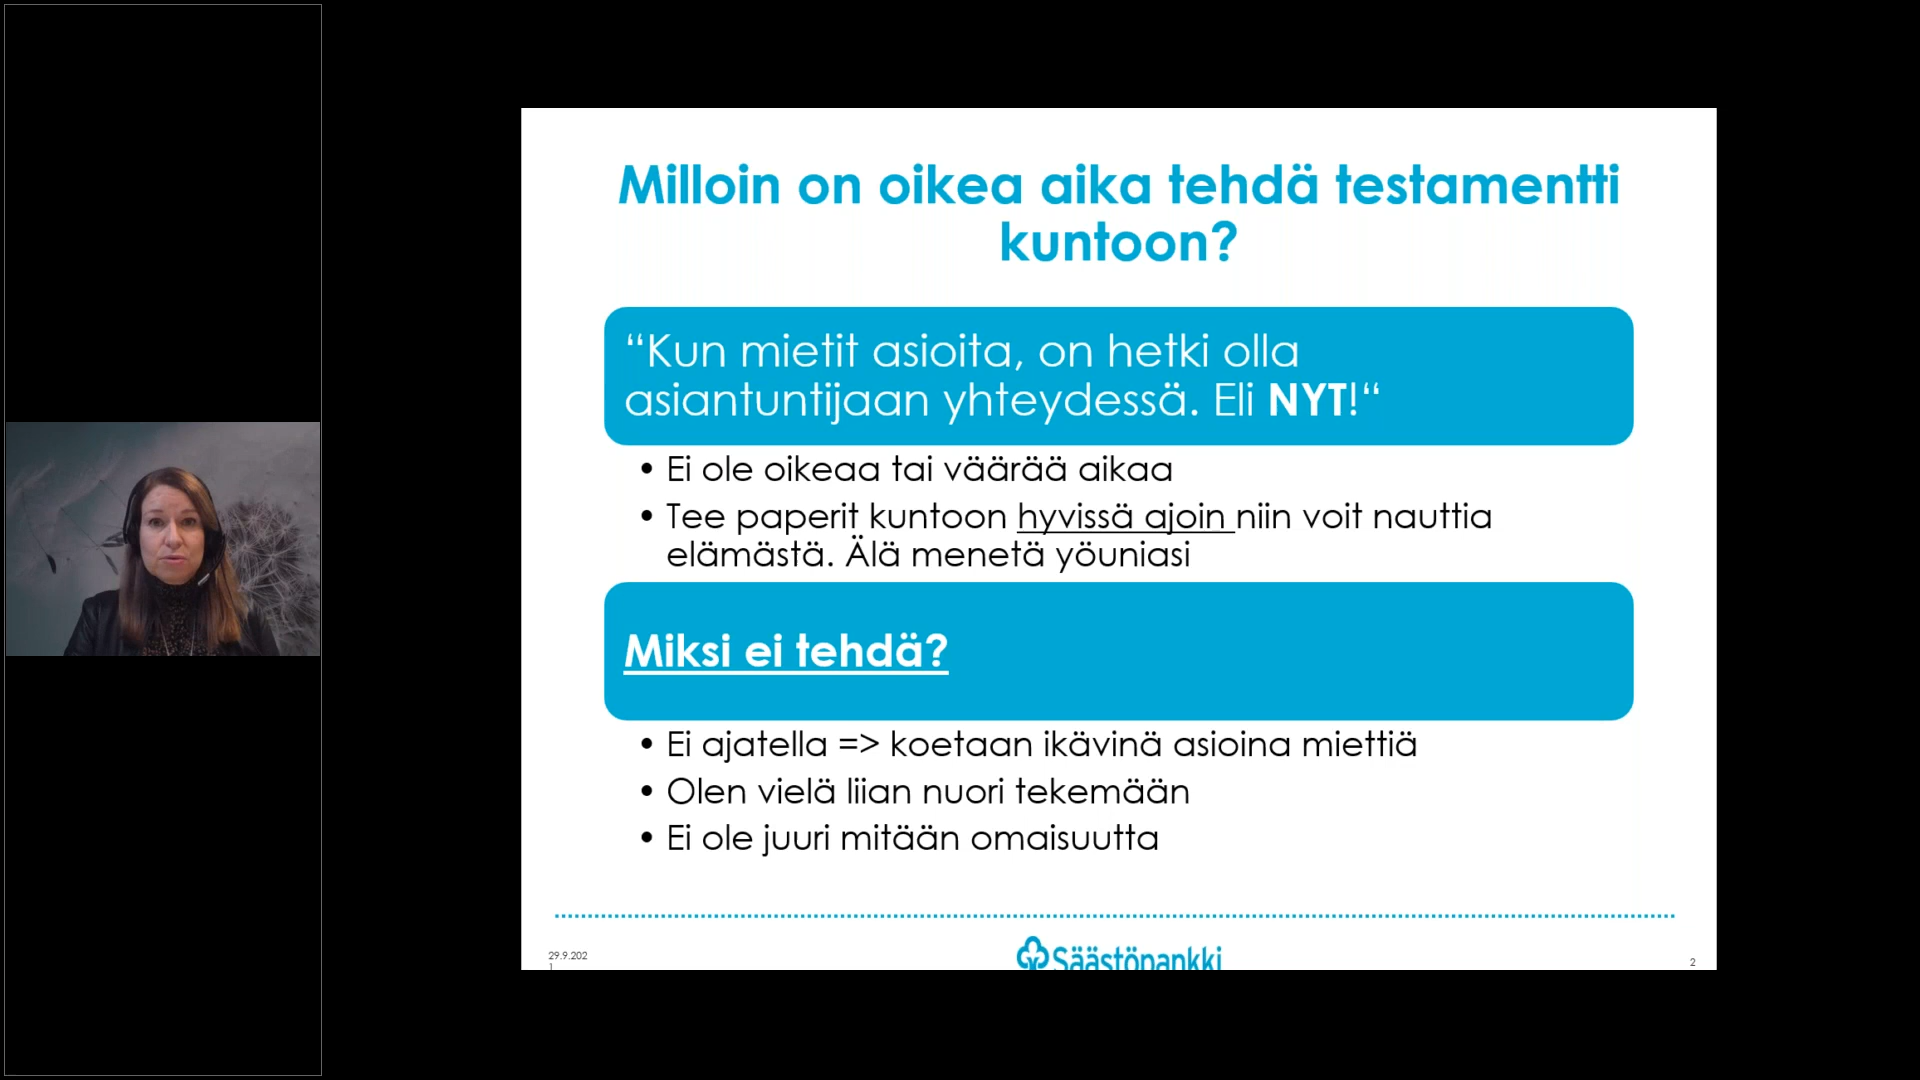 Milloin on oikea aika tehdä testamentti
kuntoon?
“Kun mietit asioita, on hetki olla
asiantuntijaan yhteydessä. Eli NYT!“
• Ei ole oikeaa tai väärää aikaa
• Tee paperit kuntoon hyvissä ajoin niin voit nauttia
elämästä. Älä menetä yöuniasi
Miksi ei tehdä?
• Ei ajatella => koetaan ikävinä asioina miettiä
• Olen vielä liian nuori tekemään
• Ei ole juuri mitään omaisuutta
29.9.202
1
Säästöpankki
2